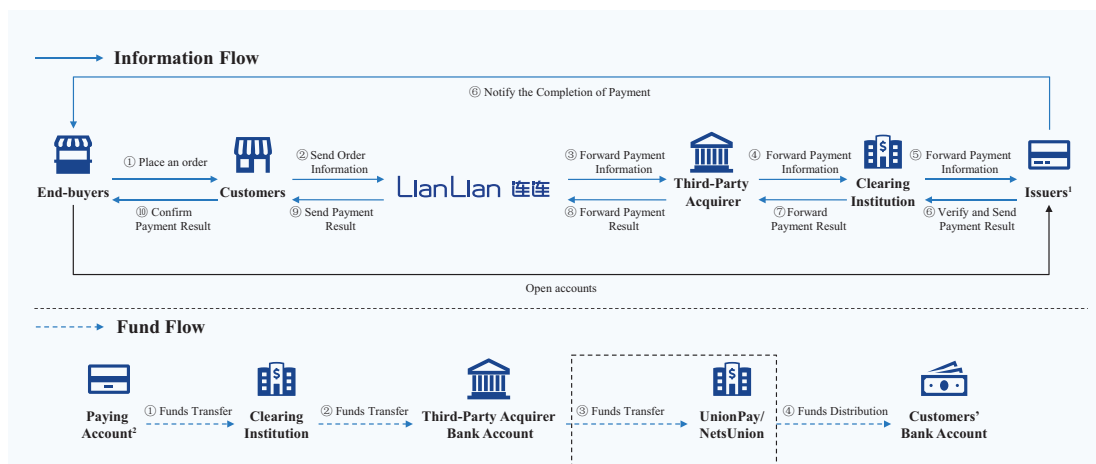 Information Flow
⑥ Notify the Completion of Payment
① Place an order
② Send Order
Information
③ Forward Payment
Information
④ Forward Payment
Information
⑤ Forward Payment
Information
End-buyers
Customers
LianLian 连连
Third-Party
Acquirer
Clearing
Institution
Issuers¹
⑩ Confirm
Payment Result
⑨ Send Payment
Result
⑧ Forward Payment
Result
⑦ Forward
Payment Result
⑥ Verify and Send
Payment Result
Open accounts
Fund Flow
$
$
Paying
Account²
① Funds Transfer
Clearing
Institution
② Funds Transfer
Third-Party Acquirer
Bank Account
③ Funds Transfer
UnionPay/
NetsUnion
④ Funds Distribution
Customers’
Bank Account